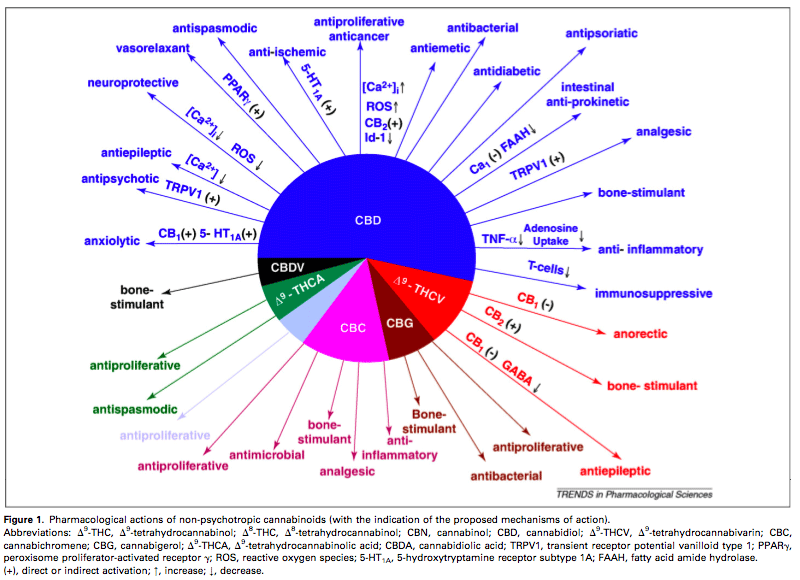 antispasmodic
antiproliferative
anticancer
antibacterial
vasorelaxant
anti-ischemic
antiemetic
antipsoriatic
neuroprotective
antidiabetic
intestinal
anti-prokinetic
PPARγ (+)
5-HT1A (+)
[Ca2+]i↑
ROS↑
CB2(+)
Id-1↓
[Ca2+]i↓
ROS↓
Ca1(-) FAAH↓
analgesic
antiepileptic
[Ca2+]↓
TRPV1 (+)
antipsychotic
TRPV1 (+)
bone-stimulant
CBD
anxiolytic
CB1(+) 5- HT1A(+)
TNF-α↓
Adenosine
Uptake↓
anti- inflammatory
T-cells↓
immunosuppressive
CBDV
bone-
stimulant
Δ9-THCA
Δ9-THCV
CB1 (-)
anorectic
CB2 (+)
CBC
CBG
CB1(-) GABA↓
bone- stimulant
antiproliferative
antispasmodic
antiproliferative
antiproliferative
antimicrobial
bone-
stimulant
analgesic
anti-
inflammatory
Bone-
stimulant
antiproliferative
antibacterial
antiepileptic
TRENDS in Pharmacological Sciences
Figure 1. Pharmacological actions of non-psychotropic cannabinoids (with the indication of the proposed mechanisms of action).
Abbreviations: Δ9-THC, Δ9-tetrahydrocannabinol; Δ8-THC, Δ8-tetrahydrocannabinol; CBN, cannabinol; CBD, cannabidiol; Δ9-THCV, Δ9-tetrahydrocannabivarin; CBC,
cannabichromene; CBG, cannabigerol; Δ9-THCA, Δ9-tetrahydrocannabinolic acid; CBDA, cannabidiolic acid; TRPV1, transient receptor potential vanilloid type 1; PPARγ,
peroxisome proliferator-activated receptor γ; ROS, reactive oxygen species; 5-HT1A, 5-hydroxytryptamine receptor subtype 1A; FAAH, fatty acid amide hydrolase.
(+), direct or indirect activation; ↑, increase; ↓, decrease.